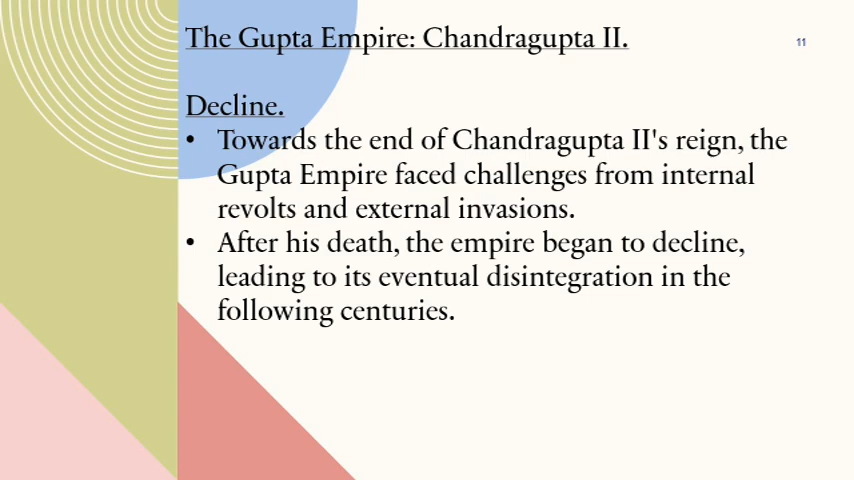 The Gupta Empire: Chandragupta II.
11
Decline.
• Towards the end of Chandragupta II's reign, the
Gupta Empire faced challenges from internal
revolts and external invasions.
• After his death, the empire began to decline,
leading to its eventual disintegration in the
following centuries.